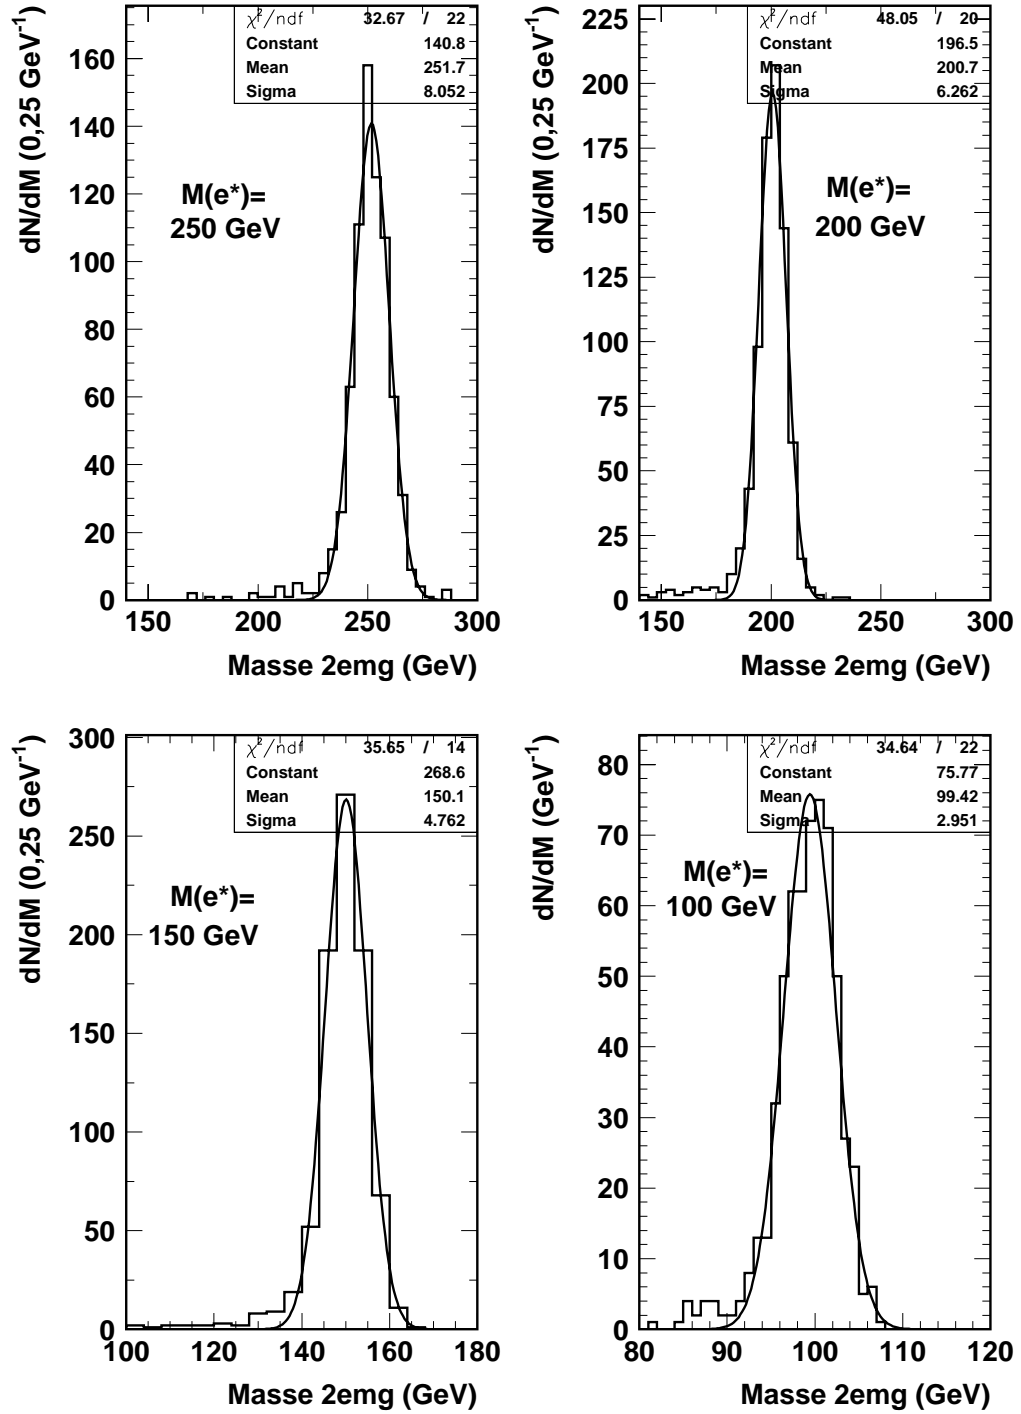 χ²/ndf 32.67 / 22
Constant 140.8
Mean 251.7
Sigma 8.052
dN/dM (0,25 GeV⁻¹)
160
140
120
100
80
60
40
20
0
M(e*)=
250 GeV
150 200 250 300
Masse 2emg (GeV)
χ²/ndf 48.05 / 20
Constant 196.5
Mean 200.7
Sigma 6.262
dN/dM (0,25 GeV⁻¹)
225
200
175
150
125
100
75
50
25
0
M(e*)=
200 GeV
150 200 250 300
Masse 2emg (GeV)
χ²/ndf 35.65 / 14
Constant 268.6
Mean 150.1
Sigma 4.762
dN/dM (0,25 GeV⁻¹)
300
250
200
150
100
50
0
M(e*)=
150 GeV
100 120 140 160 180
Masse 2emg (GeV)
χ²/ndf 34.64 / 22
Constant 75.77
Mean 99.42
Sigma 2.951
dN/dM (GeV⁻¹)
80
70
60
50
40
30
20
10
0
M(e*)=
100 GeV
80 90 100 110 120
Masse 2emg (GeV)